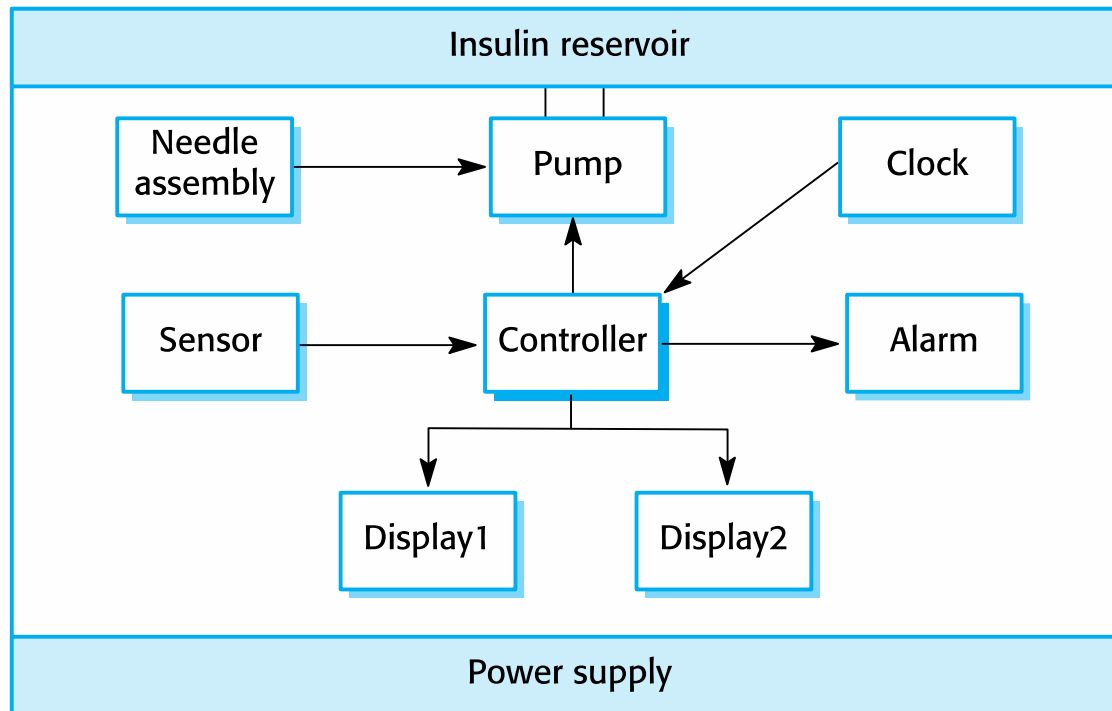 Insulin reservoir
Needle
assembly
Pump
Clock
Sensor
Controller
Alarm
Display1
Display2
Power supply